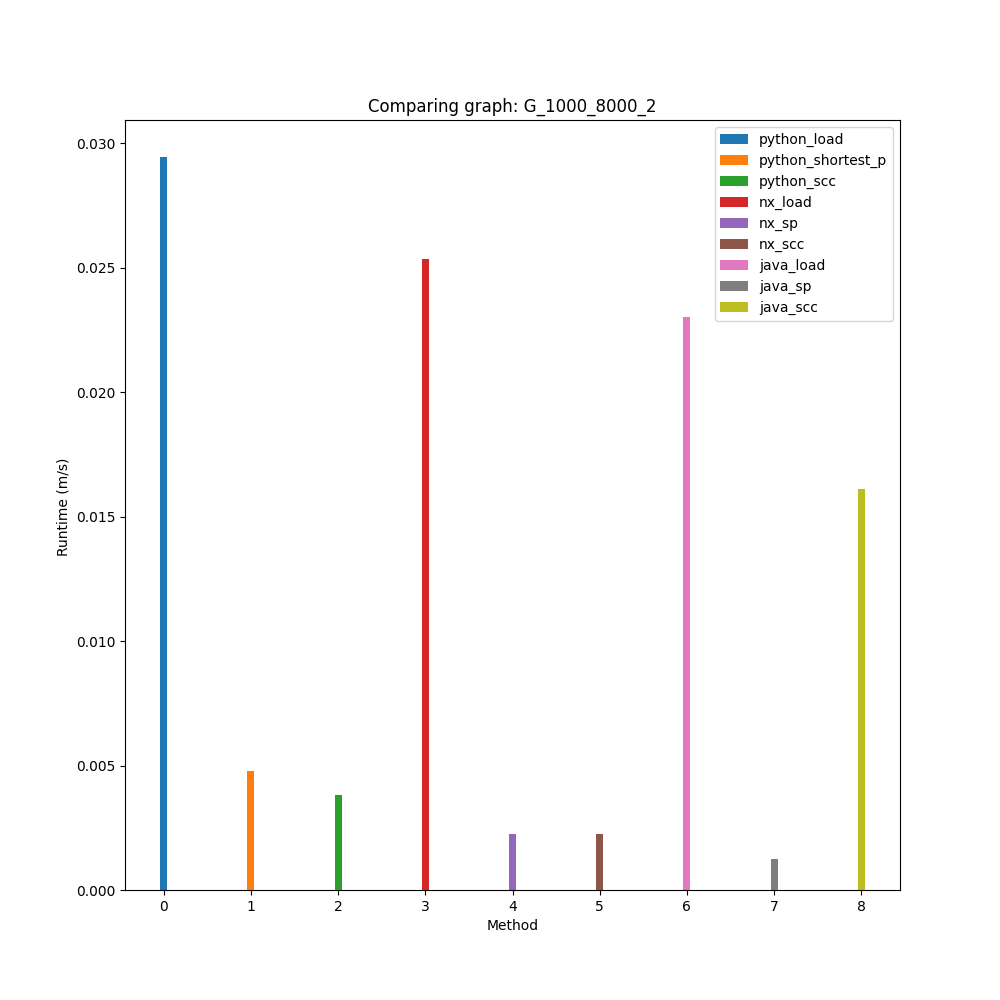 Comparing graph: G_1000_8000_2
0.030
0.025
0.020
0.015
0.010
0.005
0.000
Runtime (m/s)
python_load
python_shortest_p
python_scc
nx_load
nx_sp
nx_scc
java_load
java_sp
java_scc
0 1 2 3 4 5 6 7 8
Method